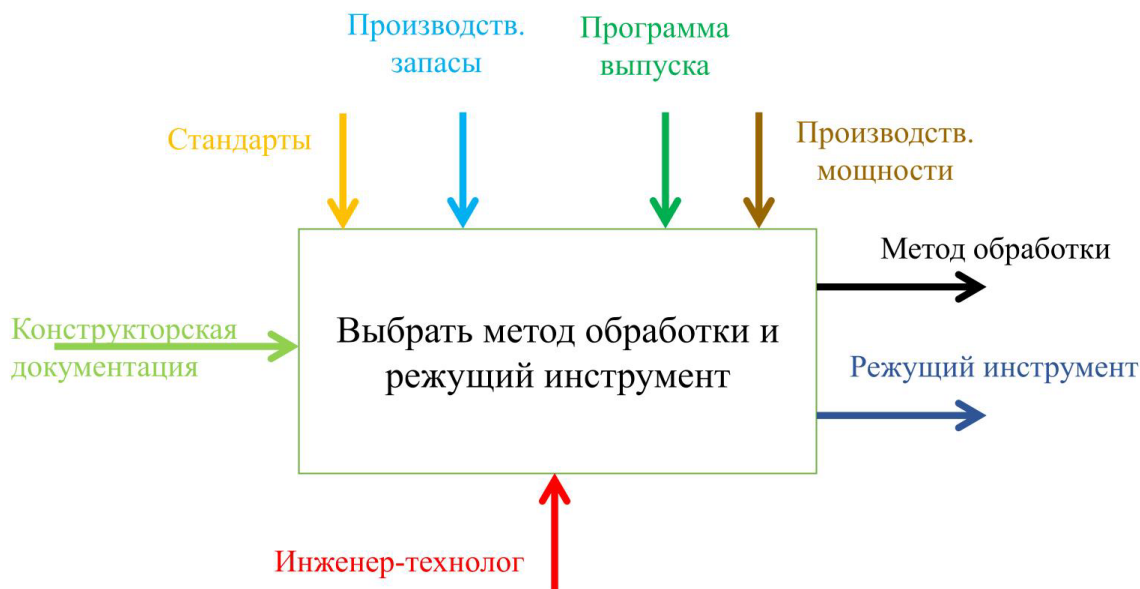 Производств.
запасы
Программа
выпуска
Стандарты
Производств.
мощности
Метод обработки
Конструкторская
документация
Выбрать метод обработки и
режущий инструмент
Режущий инструмент
Инженер-технолог